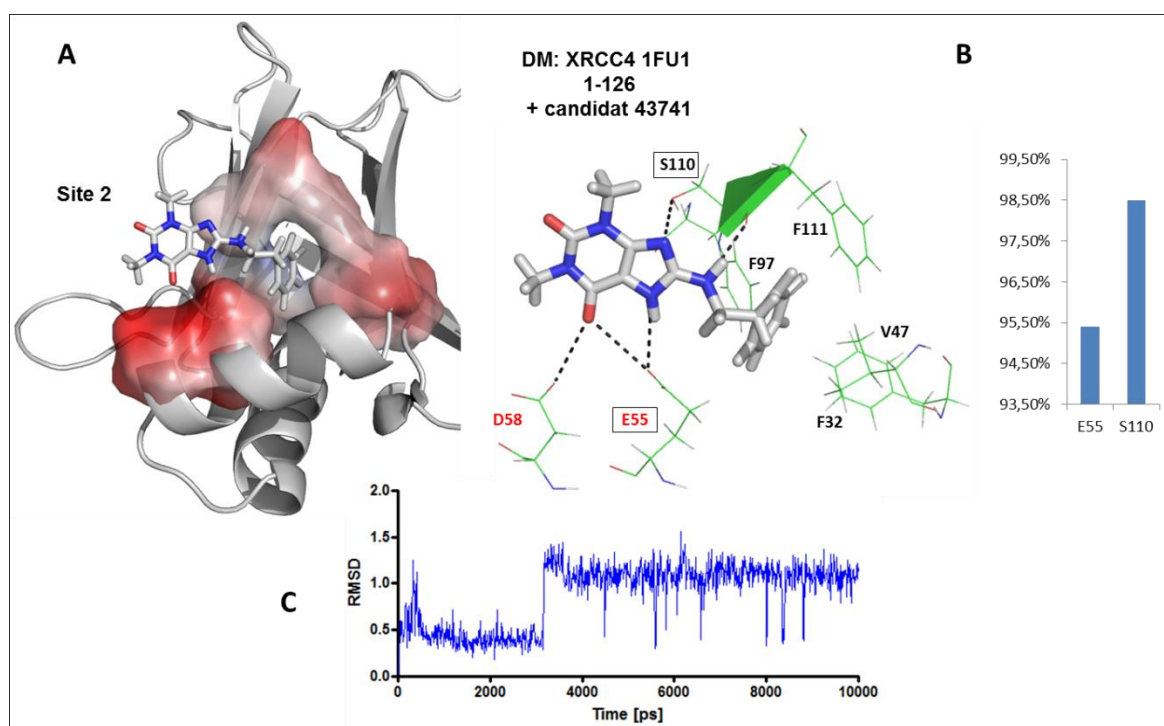 A
DM: XRCC4 1FU1
1-126
+ candidat 43741
B
Site 2
S110
F111
F97
V47
F32
D58
E55
99,50%
98,50%
97,50%
96,50%
95,50%
94,50%
93,50%
E55 S110
C
RMSD
2.0
1.5
1.0
0.5
0.0
0 2000 4000 6000 8000 10000
Time [ps]